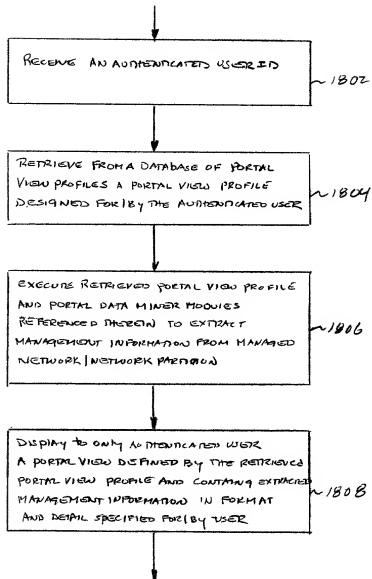 RECEIVE AN AUTHENTICATED USER ID
1802
RETRIEVE FROM A DATABASE OF PORTAL
VIEW PROFILES A PORTAL VIEW PROFILE
DESIGNED FOR/BY THE AUTHENTICATED USER
1804
EXECUTE RETRIEVED PORTAL VIEW PROFILE
AND PORTAL DATA MINER MODULES
REFERENCED THEREIN TO EXTRACT
MANAGEMENT INFORMATION FROM MANAGED
NETWORK/NETWORK PARTITION
1806
DISPLAY TO ONLY AUTHENTICATED USER
A PORTAL VIEW DEFINED BY THE RETRIEVED
PORTAL VIEW PROFILE AND CONTAINING EXTRACTED
MANAGEMENT INFORMATION IN FORMAT
AND DETAIL SPECIFIED FOR/BY USER
1808